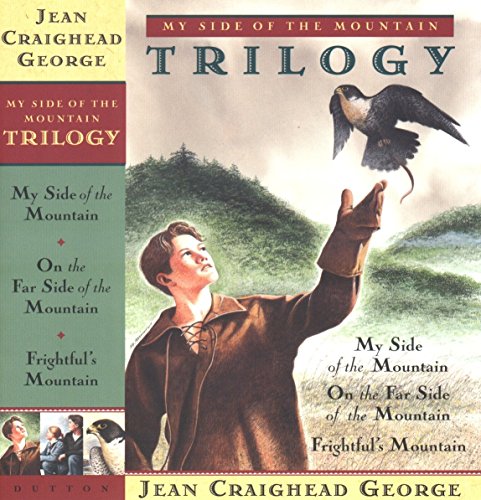 JEAN
CRAIGHEAD
GEORGE
MY SIDE OF THE
MOUNTAIN
TRILOGY
My Side of the
Mountain
On the
Far Side of the
Mountain
Frightful's
Mountain
DUTTON
MY SIDE OF THE MOUNTAIN
TRILOGY
My Side
of the Mountain
On the Far Side
of the Mountain
Frightful's Mountain
JEAN CRAIGHEAD GEORGE